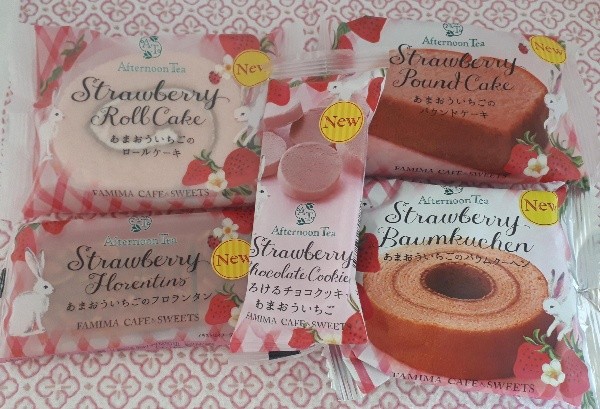 Afternoon Tea
New
Strawberry
Roll Cake
あまおういちごの
ロールケーキ
FAMIMA CAFE&SWEETS
Afternoon Tea
New
Strawberry
Pound Cake
あまおういちごの
パウンドケーキ
FAMIMA CAFE&SWEETS
New
Afternoon Tea
Strawberry
Chocolate Cookies
ろけるチョコクッキー
あまおういちご
FAMIMA CAFE&SWEETS
Afternoon Tea
Strawberry
Florentins
New
あまおういちごのフロランタン
FAMIMA CAFE&SWEETS
Afternoon Tea
New
Strawberry
Baumkuchen
あまおういちごのバウムクーヘン
FAMIMA CAFE&SWEETS